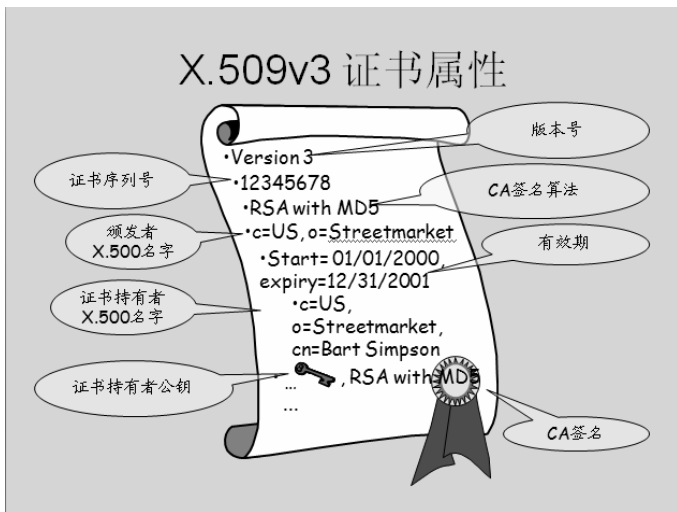 X.509v3 证书属性
版本号
•Version 3
证书序列号
•12345678
CA签名算法
•RSA with MD5
颁发者
X.500名字
•c=US, o=Streetmarket
有效期
•Start= 01/01/2000,
expiry=12/31/2001
证书持有者
X.500名字
•c=US,
o=Streetmarket,
cn=Bart Simpson
证书持有者公钥
• ... , RSA with MD5
...
CA签名